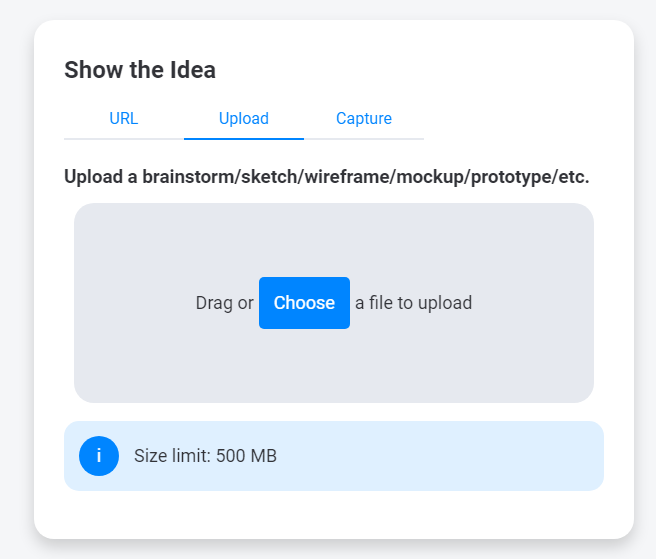 Show the Idea
URL Upload Capture
Upload a brainstorm/sketch/wireframe/mockup/prototype/etc.
Drag or Choose a file to upload
i Size limit: 500 MB